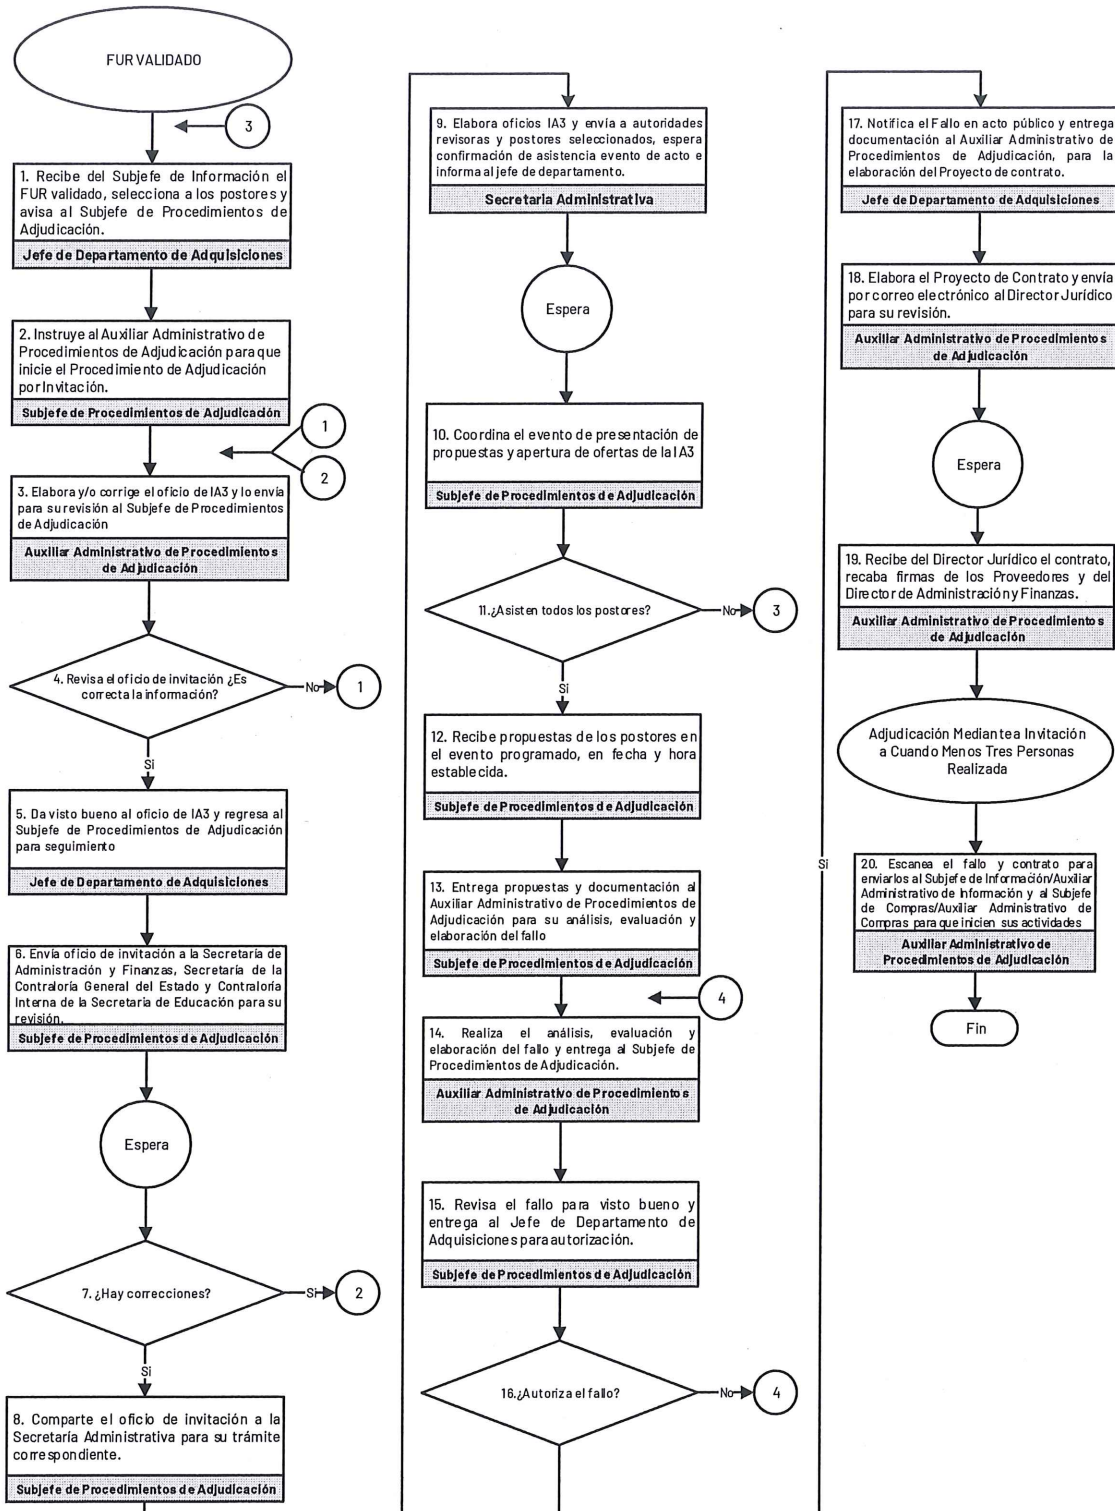 FUR VALIDADO
3
1. Recibe del Subjefe de Información el
FUR validado, selecciona a los postores y
avisa al Subjefe de Procedimientos de
Adjudicación.
Jefe de Departamento de Adquisiciones
2. Instruye al Auxiliar Administrativo de
Procedimientos de Adjudicación para que
inicie el Procedimiento de Adjudicación
por Invitación.
Subjefe de Procedimientos de Adjudicación
1
2
3. Elabora y/o corrige el oficio de IA3 y lo envía
para su revisión al Subjefe de Procedimientos
de Adjudicación
Auxiliar Administrativo de Procedimientos
de Adjudicación
4. Revisa el oficio de invitación ¿Es
correcta la información?
No
1
Si
5. Da visto bueno al oficio de IA3 y regresa al
Subjefe de Procedimientos de Adjudicación
para seguimiento
Jefe de Departamento de Adquisiciones
6. Envía oficio de invitación a la Secretaría de
Administración y Finanzas, Secretaría de la
Contraloría General del Estado y Contraloría
Interna de la Secretaria de Educación para su
revisión.
Subjefe de Procedimientos de Adjudicación
Espera
7. ¿Hay correcciones?
Si
2
Si
8. Comparte el oficio de invitación a la
Secretaría Administrativa para su trámite
correspondiente.
Subjefe de Procedimientos de Adjudicación
9. Elabora oficios IA3 y envía a autoridades
revisoras y postores seleccionados, espera
confirmación de asistencia evento de acto e
informa al jefe de departamento.
Secretaria Administrativa
Espera
10. Coordina el evento de presentación de
propuestas y apertura de ofertas de la IA3
Subjefe de Procedimientos de Adjudicación
11.¿Asisten todos los postores?
No
3
Si
12. Recibe propuestas de los postores en
el evento programado, en fecha y hora
establecida.
Subjefe de Procedimientos de Adjudicación
13. Entrega propuestas y documentación al
Auxiliar Administrativo de Procedimientos de
Adjudicación para su análisis, evaluación y
elaboración del fallo
Subjefe de Procedimientos de Adjudicación
4
14. Realiza el análisis, evaluación y
elaboración del fallo y entrega al Subjefe de
Procedimientos de Adjudicación.
Auxiliar Administrativo de Procedimientos
de Adjudicación
15. Revisa el fallo para visto bueno y
entrega al Jefe de Departamento de
Adquisiciones para autorización.
Subjefe de Procedimientos de Adjudicación
16.¿Autoriza el fallo?
No
4
Si
17. Notifica el Fallo en acto público y entrega
documentación al Auxiliar Administrativo de
Procedimientos de Adjudicación, para la
elaboración del Proyecto de contrato.
Jefe de Departamento de Adquisiciones
18. Elabora el Proyecto de Contrato y envía
por correo electrónico al Director Jurídico
para su revisión.
Auxiliar Administrativo de Procedimientos
de Adjudicación
Espera
19. Recibe del Director Jurídico el contrato,
recaba firmas de los Proveedores y del
Director de Administración y Finanzas.
Auxiliar Administrativo de Procedimientos
de Adjudicación
Adjudicación Mediantea Invitación
a Cuando Menos Tres Personas
Realizada
20. Escanea el fallo y contrato para
enviarlos al Subjefe de Información/Auxiliar
Administrativo de Información y al Subjefe
de Compras/Auxiliar Administrativo de
Compras para que inicien sus actividades
Auxiliar Administrativo de
Procedimientos de Adjudicación
Fin